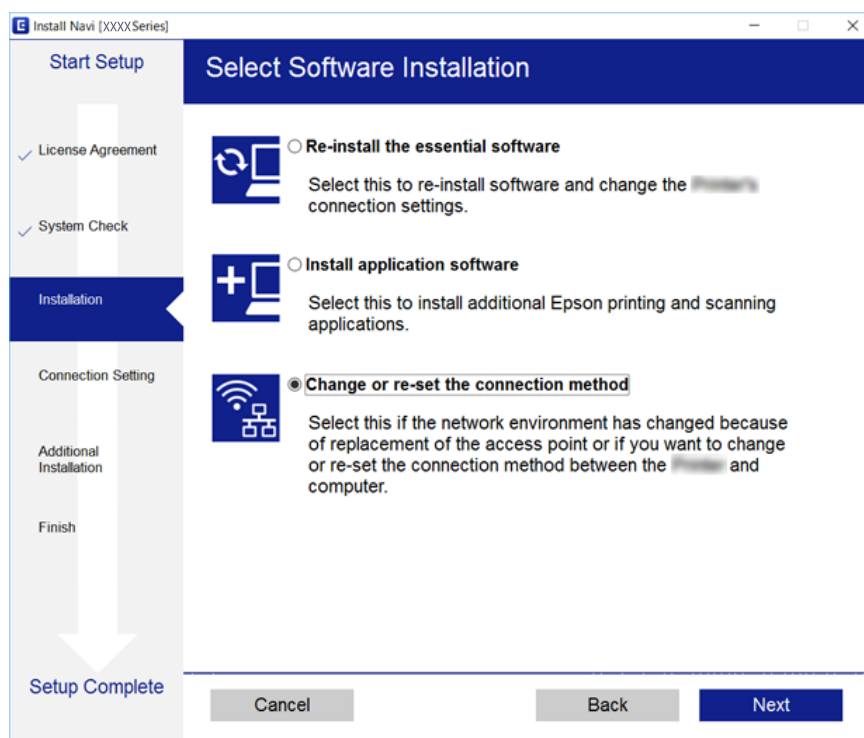 Install Navi [XXXX Series]
Start Setup
License Agreement
System Check
Installation
Connection Setting
Additional
Installation
Finish
Setup Complete
Select Software Installation
Re-install the essential software
Select this to re-install software and change the
connection settings.
Install application software
Select this to install additional Epson printing and scanning
applications.
Change or re-set the connection method
Select this if the network environment has changed because
of replacement of the access point or if you want to change
or re-set the connection method between the and
computer.
Cancel
Back
Next